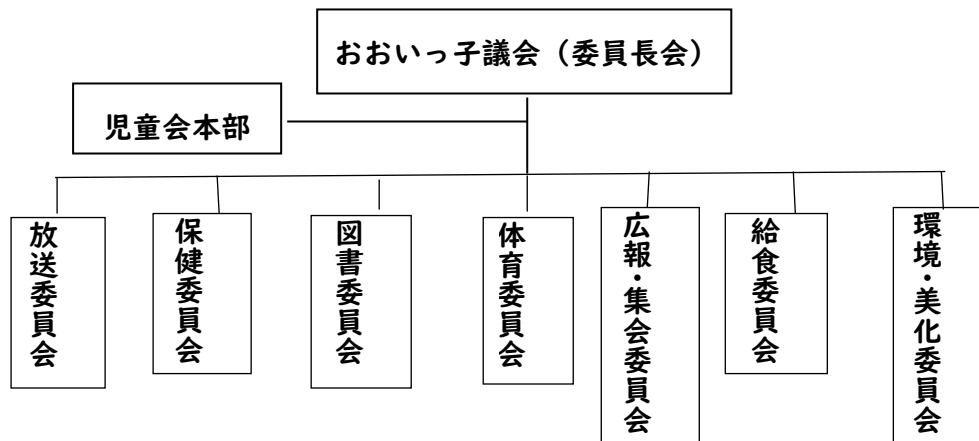 おおいっ子議会（委員長会）
児童会本部
放送委員会
保健委員会
図書委員会
体育委員会
広報・集会委員会
給食委員会
環境・美化委員会